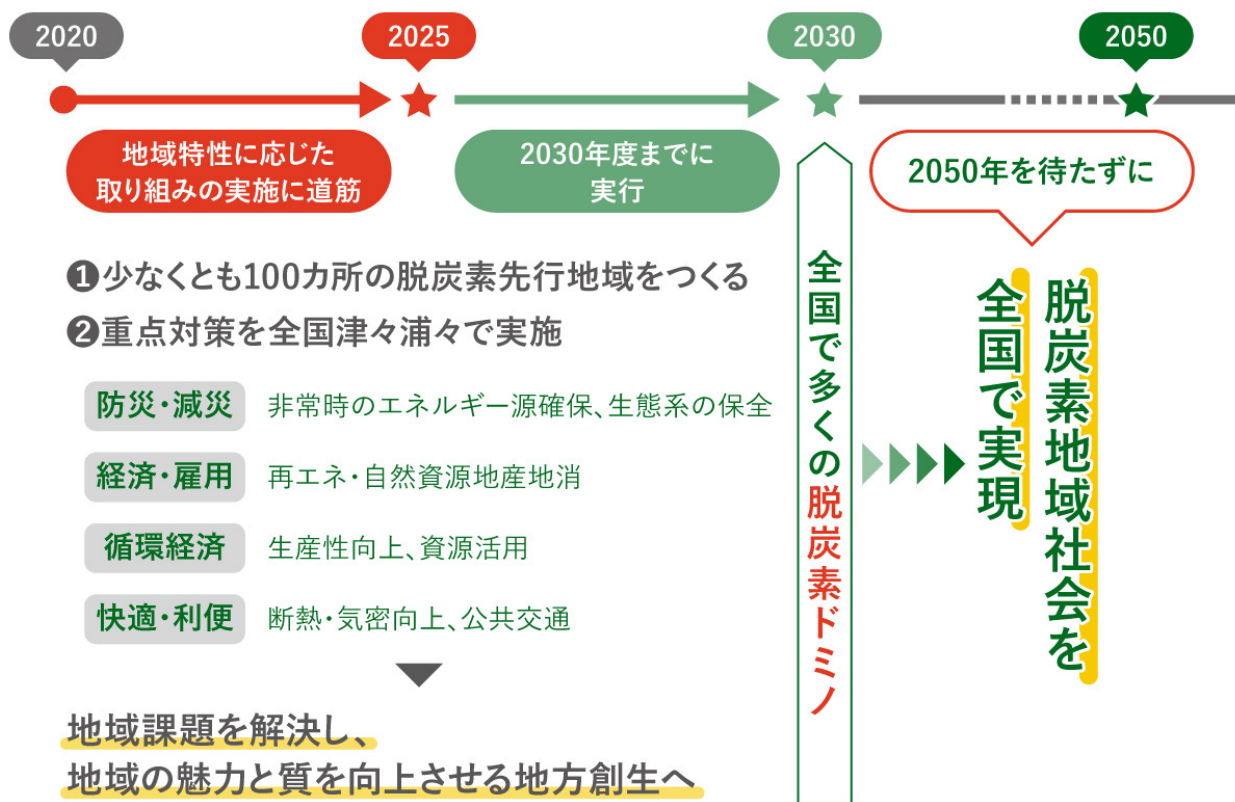 2020
2025
2030
2050
地域特性に応じた
取り組みの実施に道筋
2030年度までに
実行
2050年を待たずに
❶少なくとも100カ所の脱炭素先行地域をつくる
❷重点対策を全国津々浦々で実施
防災・減災
非常時のエネルギー源確保、生態系の保全
経済・雇用
再エネ・自然資源地産地消
循環経済
生産性向上、資源活用
快適・利便
断熱・気密向上、公共交通
地域課題を解決し、
地域の魅力と質を向上させる地方創生へ
全国で多くの脱炭素ドミノ
脱炭素地域社会を
全国で実現